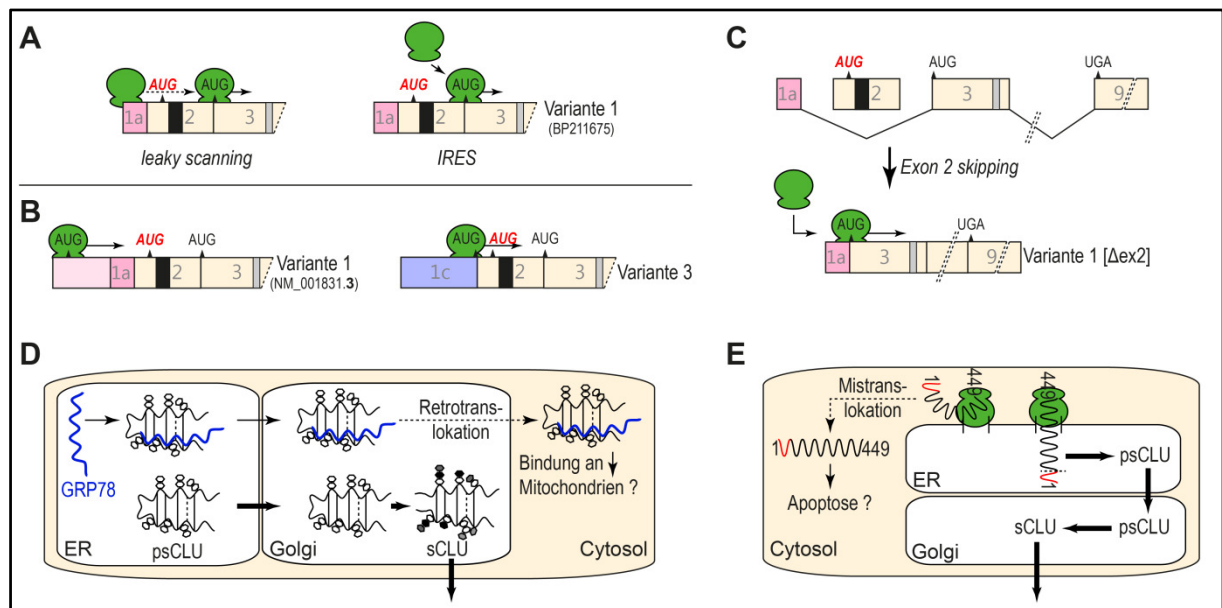 A
AUG
AUG
1a
2
3
leaky scanning
AUG
AUG
1a
2
3
IRES
Variante 1
(BP211675)
B
AUG
AUG
AUG
1a
2
3
Variante 1
(NM_001831.3)
AUG
AUG
AUG
1c
2
3
Variante 3
C
AUG
AUG
UGA
1a
2
3
9
Exon 2 skipping
AUG
UGA
1a
3
9
Variante 1 [Δex2]
D
GRP78
ER
psCLU
Golgi
sCLU
Retrotrans-
lokation
Bindung an
Mitochondrien ?
Cytosol
E
Mistrans-
lokation
1
449
449
1
1
449
Apoptose ?
ER
psCLU
sCLU
psCLU
Golgi
Cytosol